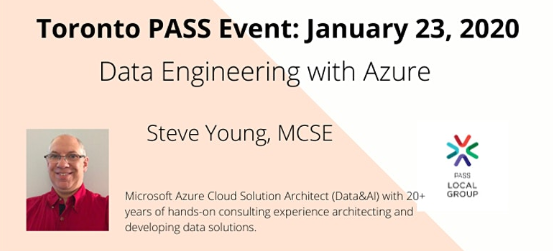 Toronto PASS Event: January 23, 2020
Data Engineering with Azure
Steve Young, MCSE
Microsoft Azure Cloud Solution Architect (Data&AI) with 20+
years of hands-on consulting experience architecting and
developing data solutions.
PASS
LOCAL
GROUP